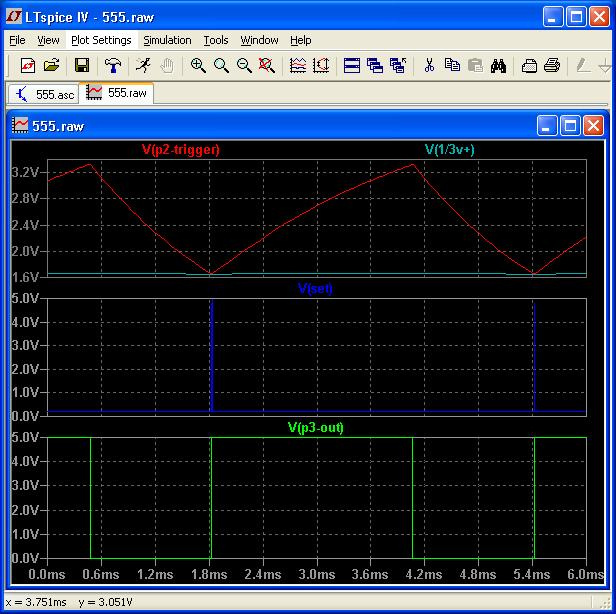 LTspice IV - 555.raw
File View Plot Settings Simulation Tools Window Help
555.asc 555.raw
555.raw
V(p2-trigger) V(1/3v+)
3.2V
2.8V
2.4V
2.0V
1.6V
V(set)
5.0V
4.0V
3.0V
2.0V
1.0V
0.0V
V(p3-out)
5.0V
4.0V
3.0V
2.0V
1.0V
0.0V
0.0ms 0.6ms 1.2ms 1.8ms 2.4ms 3.0ms 3.6ms 4.2ms 4.8ms 5.4ms 6.0ms
x = 3.751ms y = 3.051V